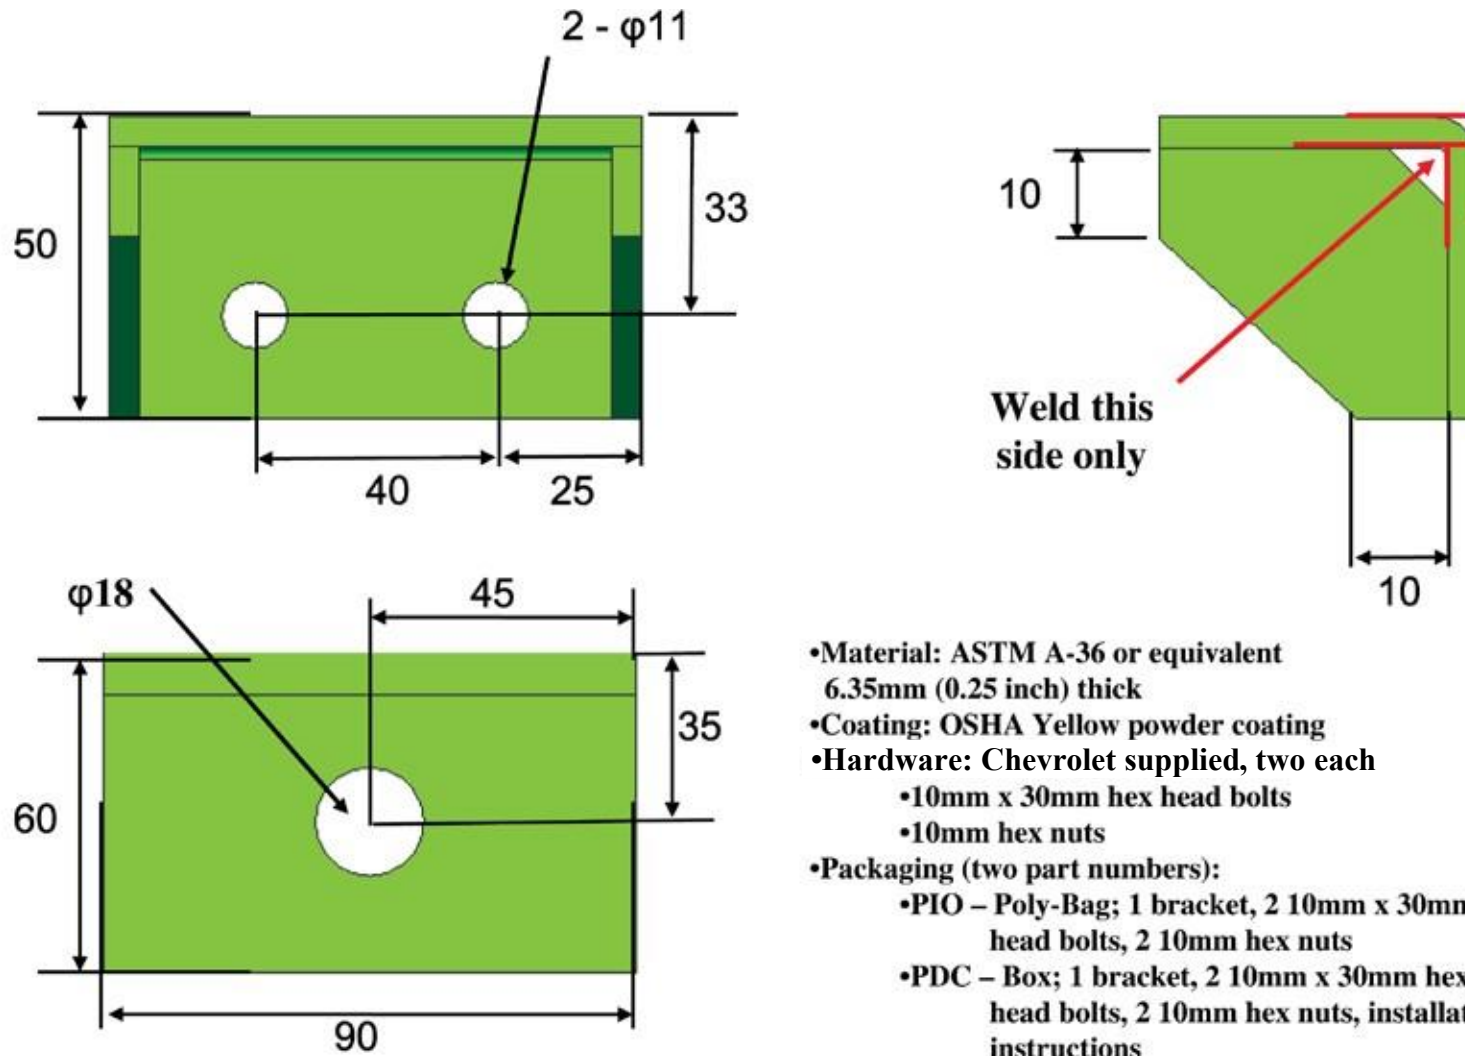 2 - φ11
50
33
40
25
10
Weld this
side only
10
φ18
45
35
60
90
•Material: ASTM A-36 or equivalent
6.35mm (0.25 inch) thick
•Coating: OSHA Yellow powder coating
•Hardware: Chevrolet supplied, two each
•10mm x 30mm hex head bolts
•10mm hex nuts
•Packaging (two part numbers):
•PIO – Poly-Bag; 1 bracket, 2 10mm x 30mm
head bolts, 2 10mm hex nuts
•PDC – Box; 1 bracket, 2 10mm x 30mm hex
head bolts, 2 10mm hex nuts,
instructions